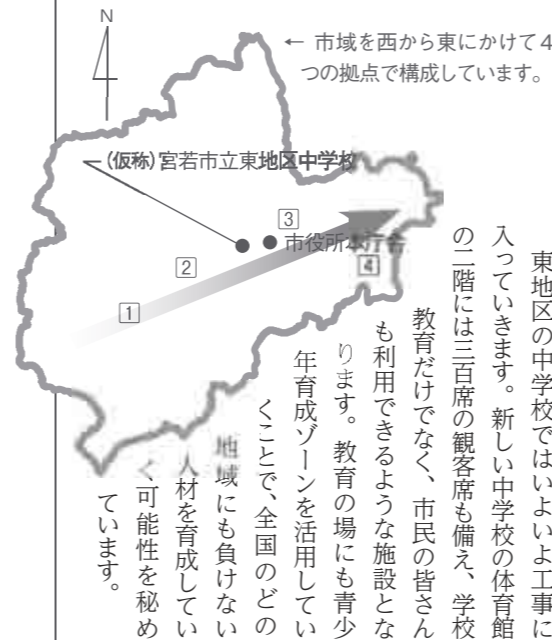 N
← 市域を西から東にかけて4
つの拠点で構成しています。
(仮称)宮若市立東地区中学校
3
市役所本庁舎
2
4
1
東地区の中学校ではいよいよ工事に
入っていきます。新しい中学校の体育館
の二階には三百席の観客席も備え、学校
教育だけでなく、市民の皆さん
も利用できるような施設とな
ります。教育の場にも青少
年育成ゾーンを活用してい
くことで、全国のどの
地域にも負けない
人材を育成してい
く可能性を秘め
ています。